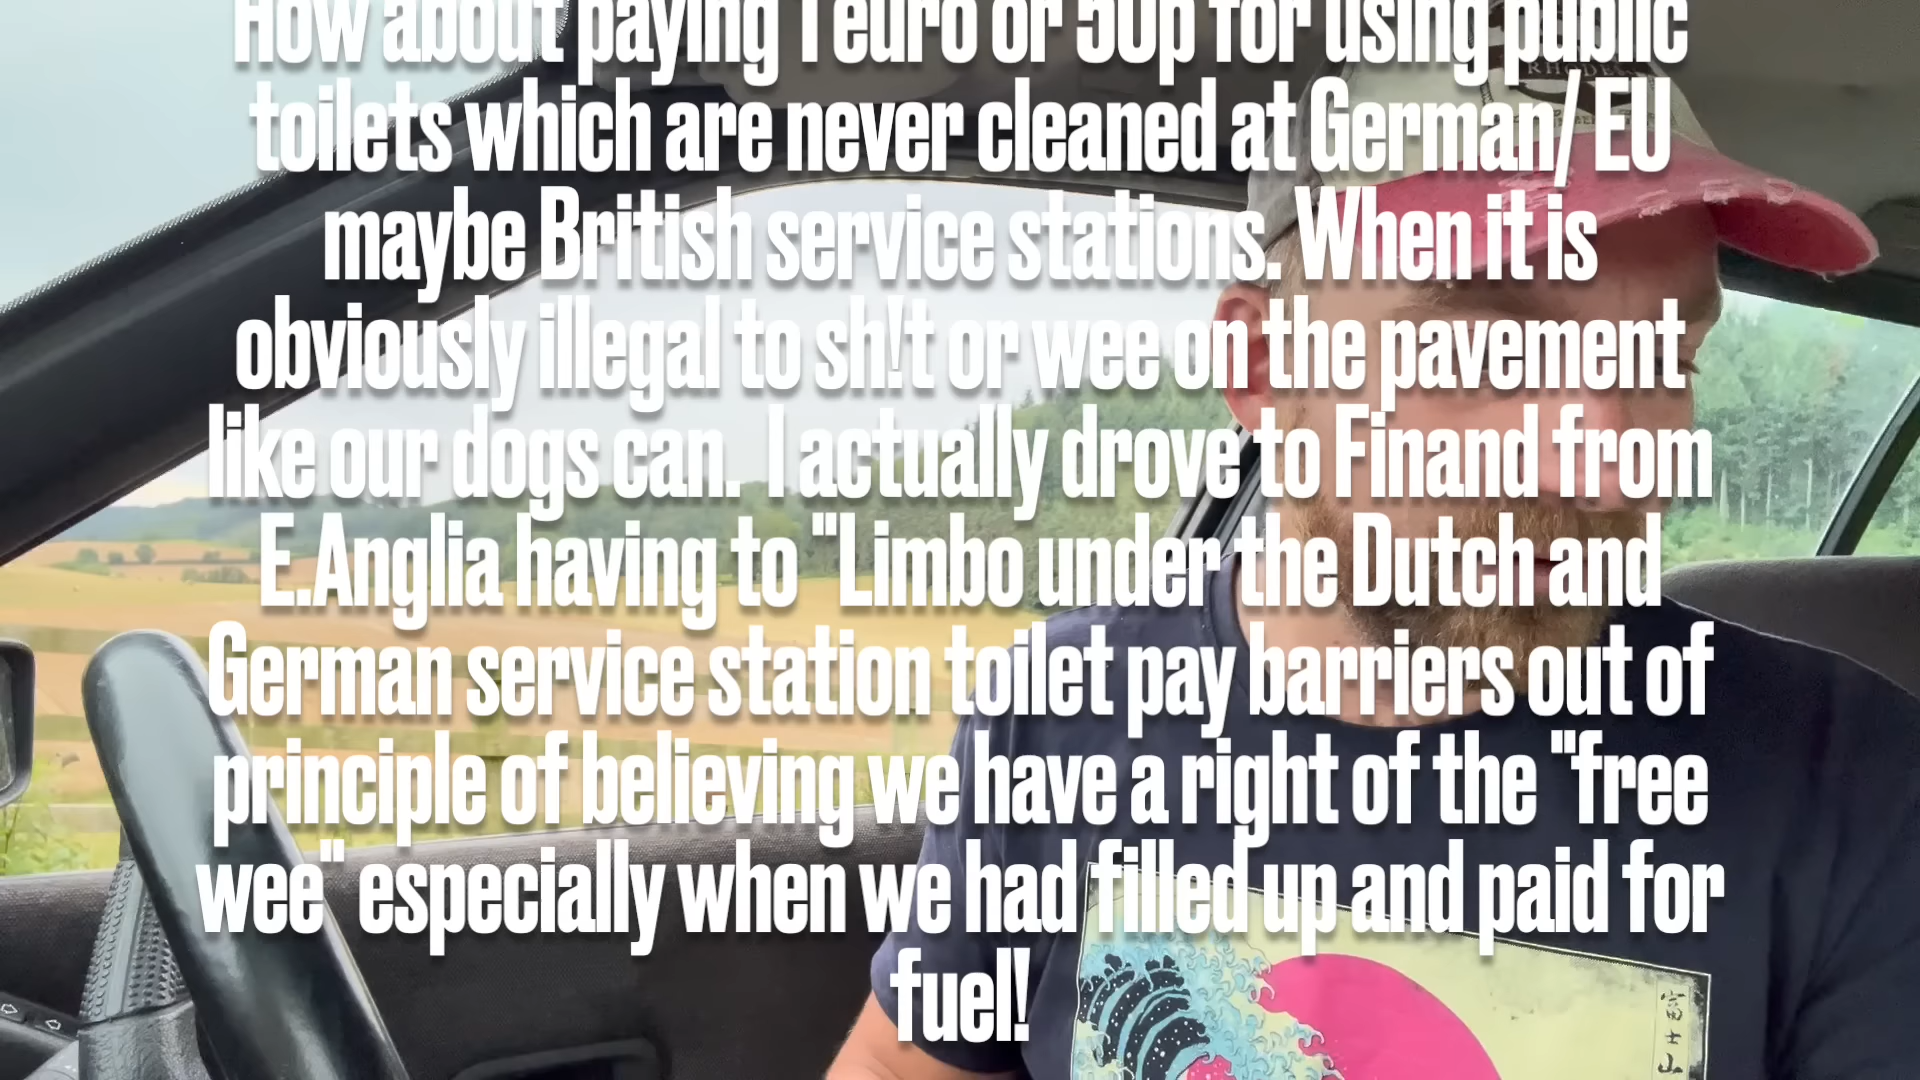 How about paying 1 euro or 50p for using public
toilets which are never cleaned at German/ EU
maybe British service stations. When it is
obviously illegal to sh!t or wee on the pavement
like our dogs can. I actually drove to Finand from
E.Anglia having to "Limbo under the Dutch and
German service station toilet pay barriers out of
principle of believing we have a right of the "free
wee" especially when we had filled up and paid for
fuel!
富士山